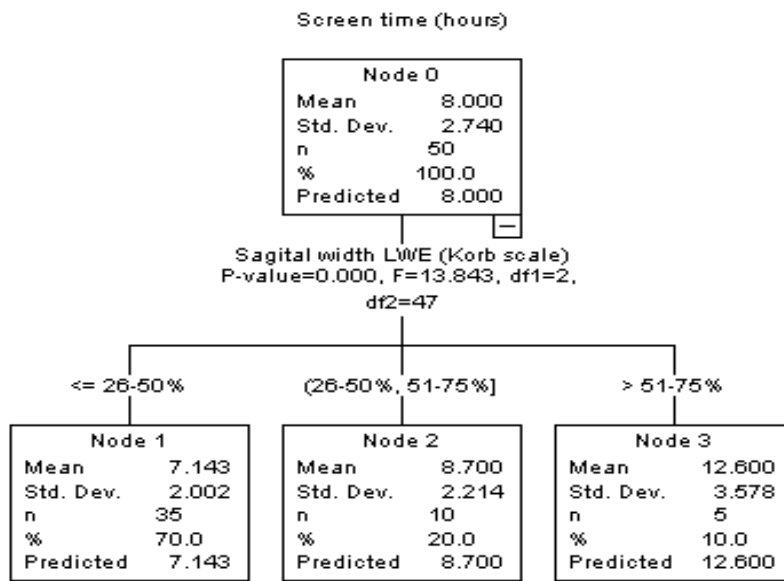 Screen time (hours)
Node 0
Mean 8.000
Std. Dev. 2.740
n 50
% 100.0
Predicted 8.000
Sagital width LWE (Korb scale)
P-value=0.000, F=13.843, df1=2,
df2=47
<= 26-50%
(26-50%, 51-75%]
> 51-75%
Node 1
Mean 7.143
Std. Dev. 2.002
n 35
% 70.0
Predicted 7.143
Node 2
Mean 8.700
Std. Dev. 2.214
n 10
% 20.0
Predicted 8.700
Node 3
Mean 12.600
Std. Dev. 3.578
n 5
% 10.0
Predicted 12.600